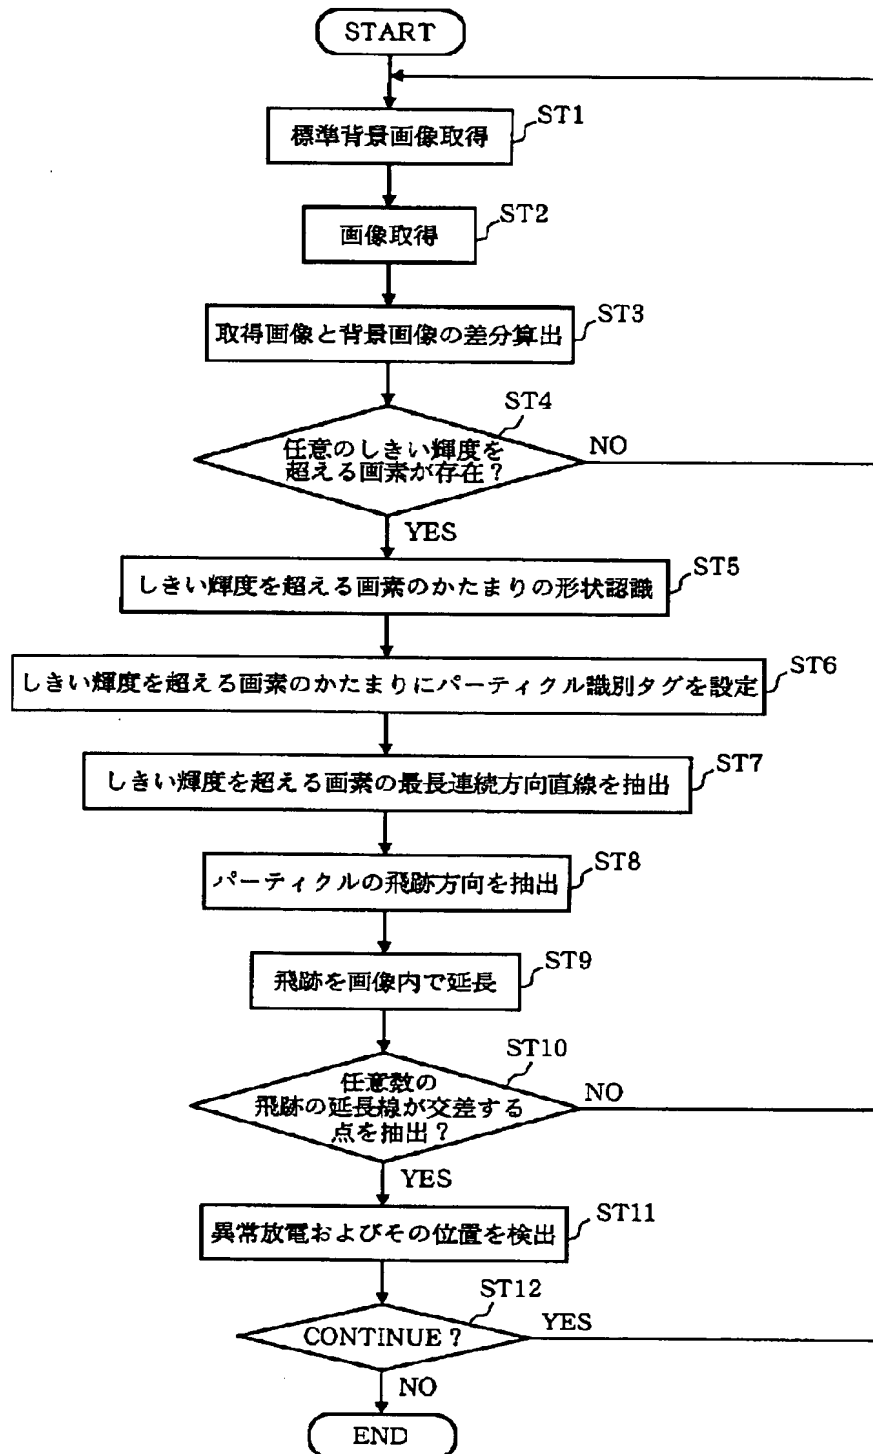 START
標準背景画像取得
ST1
画像取得
ST2
取得画像と背景画像の差分算出
ST3
ST4
任意のしきい輝度を
超える画素が存在?
NO
YES
しきい輝度を超える画素のかたまりの形状認識
ST5
しきい輝度を超える画素のかたまりにパーティクル識別タグを設定
ST6
しきい輝度を超える画素の最長連続方向直線を抽出
ST7
パーティクルの飛跡方向を抽出
ST8
飛跡を画像内で延長
ST9
ST10
任意数の
飛跡の延長線が交差する
点を抽出?
NO
YES
異常放電およびその位置を検出
ST11
ST12
CONTINUE?
YES
NO
END